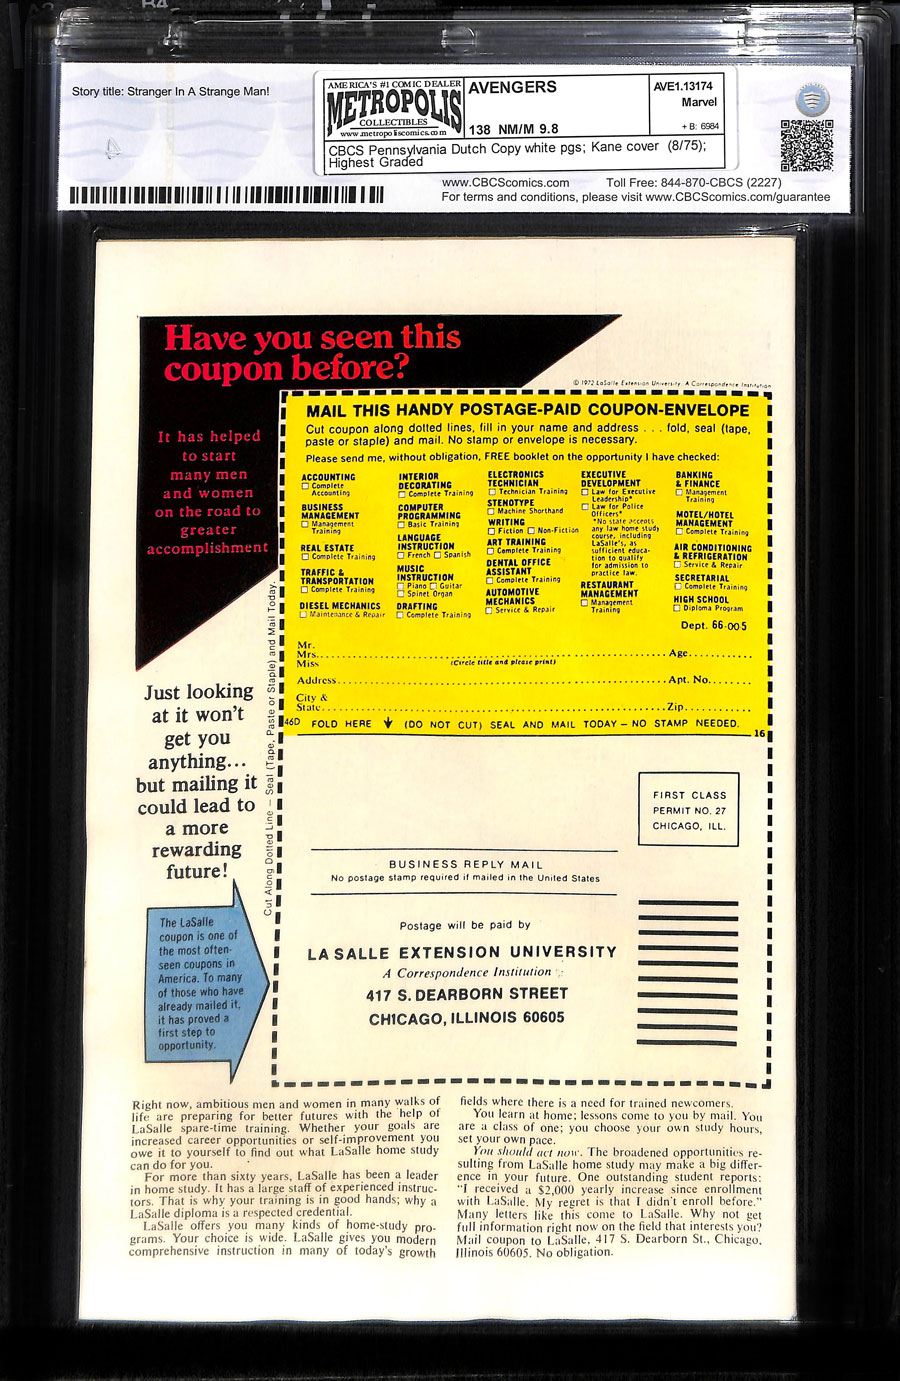 Story title: Stranger In A Strange Man!
AMERICA'S #1 COMIC DEALER
METROPOLIS
COLLECTIBLES
www.metropoliscomics.com
AVENGERS
138 NM/M 9.8
AVE1.13174
Marvel
+ B: 6984
CBCS Pennsylvania Dutch Copy white pgs; Kane cover (8/75);
Highest Graded
www.CBCScomics.com Toll Free: 844-870-CBCS (2227)
For terms and conditions, please visit www.CBCScomics.com/guarantee
Have you seen this
coupon before?
© 1972 LaSalle Extension University. A Correspondence Institution
It has helped
to start
many men
and women
on the road to
greater
accomplishment
MAIL THIS HANDY POSTAGE-PAID COUPON-ENVELOPE
Cut coupon along dotted lines, fill in your name and address . . . fold, seal (tape,
paste or staple) and mail. No stamp or envelope is necessary.
Please send me, without obligation, FREE booklet on the opportunity I have checked:
ACCOUNTING
☐ Complete
Accounting
BUSINESS
MANAGEMENT
☐ Management
Training
REAL ESTATE
☐ Complete Training
TRAFFIC &
TRANSPORTATION
☐ Complete Training
DIESEL MECHANICS
☐ Maintenance & Repair
INTERIOR
DECORATING
☐ Complete Training
COMPUTER
PROGRAMMING
☐ Basic Training
LANGUAGE
INSTRUCTION
☐ French ☐ Spanish
MUSIC
INSTRUCTION
☐ Piano ☐ Guitar
☐ Spinet Organ
DRAFTING
☐ Complete Training
ELECTRONICS
TECHNICIAN
☐ Technician Training
STENOTYPE
☐ Machine Shorthand
WRITING
☐ Fiction ☐ Non-Fiction
ART TRAINING
☐ Complete Training
DENTAL OFFICE
ASSISTANT
☐ Complete Training
AUTOMOTIVE
MECHANICS
☐ Service & Repair
EXECUTIVE
DEVELOPMENT
☐ Law for Executive
Leadership*
☐ Law for Police
Officers*
*No state accepts
any law home study
course, including
LaSalle's, as
sufficient educa-
tion to qualify
for admission to
practice law.
RESTAURANT
MANAGEMENT
☐ Management
Training
BANKING
& FINANCE
☐ Management
Training
MOTEL/HOTEL
MANAGEMENT
☐ Complete Training
AIR CONDITIONING
& REFRIGERATION
☐ Service & Repair
SECRETARIAL
☐ Complete Training
HIGH SCHOOL
☐ Diploma Program
Dept. 66-005
Mr.
Mrs. Age
Miss (Circle title and please print)
Address Apt. No.
City &
State Zip
46D FOLD HERE (DO NOT CUT) SEAL AND MAIL TODAY – NO STAMP NEEDED.
16
Cut Along Dotted Line – Seal (Tape, Paste or Staple) and Mail Today.
Just looking
at it won't
get you
anything...
but mailing it
could lead to
a more
rewarding
future!
The LaSalle
coupon is one of
the most often-
seen coupons in
America. To many
of those who have
already mailed it,
it has proved a
first step to
opportunity.
FIRST CLASS
PERMIT NO. 27
CHICAGO, ILL.
BUSINESS REPLY MAIL
No postage stamp required if mailed in the United States
Postage will be paid by
LA SALLE EXTENSION UNIVERSITY
A Correspondence Institution
417 S. DEARBORN STREET
CHICAGO, ILLINOIS 60605
Right now, ambitious men and women in many walks of
life are preparing for better futures with the help of
LaSalle spare-time training. Whether your goals are
increased career opportunities or self-improvement you
owe it to yourself to find out what LaSalle home study
can do for you.
For more than sixty years, LaSalle has been a leader
in home study. It has a large staff of experienced instruc-
tors. That is why your training is in good hands; why a
LaSalle diploma is a respected credential.
LaSalle offers you many kinds of home-study pro-
grams. Your choice is wide. LaSalle gives you modern
comprehensive instruction in many of today's growth
fields where there is a need for trained newcomers.
You learn at home; lessons come to you by mail. You
are a class of one; you choose your own study hours,
set your own pace.
You should act now. The broadened opportunities re-
sulting from LaSalle home study may make a big differ-
ence in your future. One outstanding student reports:
"I received a $2,000 yearly increase since enrollment
with LaSalle. My regret is that I didn't enroll before."
Many letters like this come to LaSalle. Why not get
full information right now on the field that interests you?
Mail coupon to LaSalle, 417 S. Dearborn St., Chicago,
Illinois 60605. No obligation.